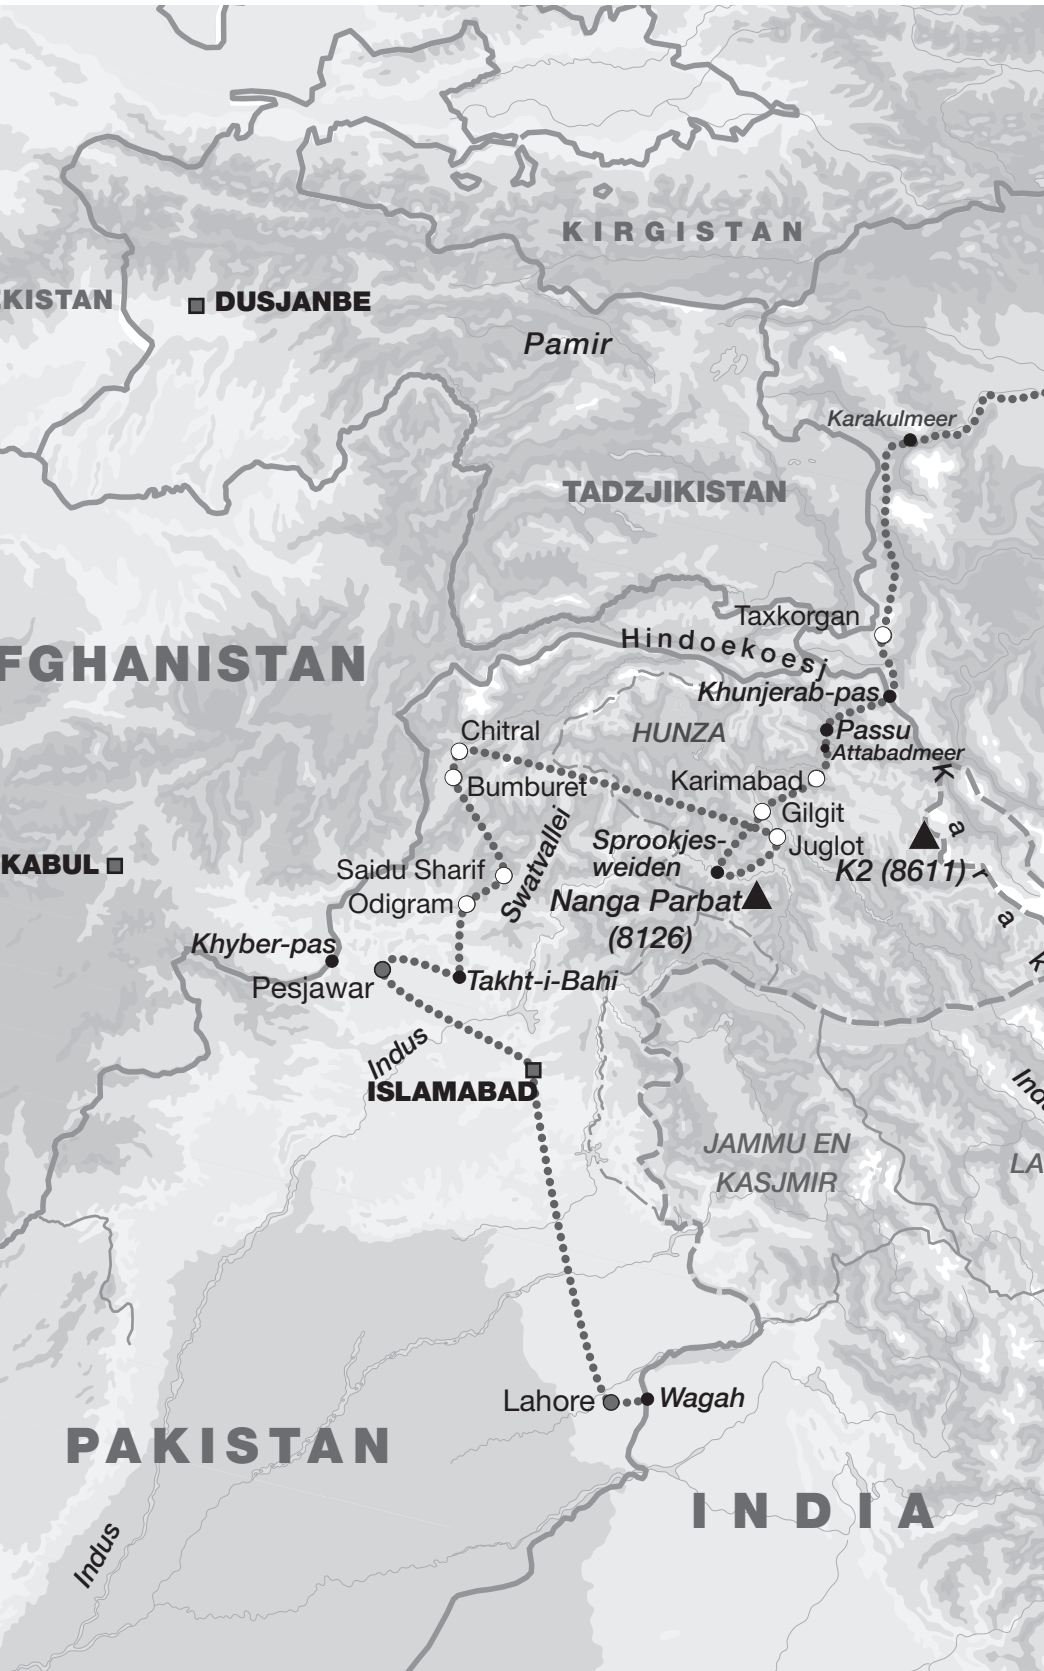 KIRGISTAN
KISTAN
DUSJANBE
Pamir
Karakulmeer
TADZJIKISTAN
Taxkorgan
Hindoekoesj
FGHANISTAN
Khunjerab-pas
Chitral
HUNZA
Passu
Attabadmeer
Bumburet
Karimabad
Gilgit
Swatvallei
Sprookjes-
weiden
Juglot
KABUL
Saidu Sharif
K2 (8611)
Karak
Odigram
Nanga Parbat
(8126)
Khyber-pas
Pesjawar
Takht-i-Bahi
Indus
ISLAMABAD
Indu
JAMMU EN
KASJMIR
LA
Lahore
Wagah
PAKISTAN
INDIA
Indus